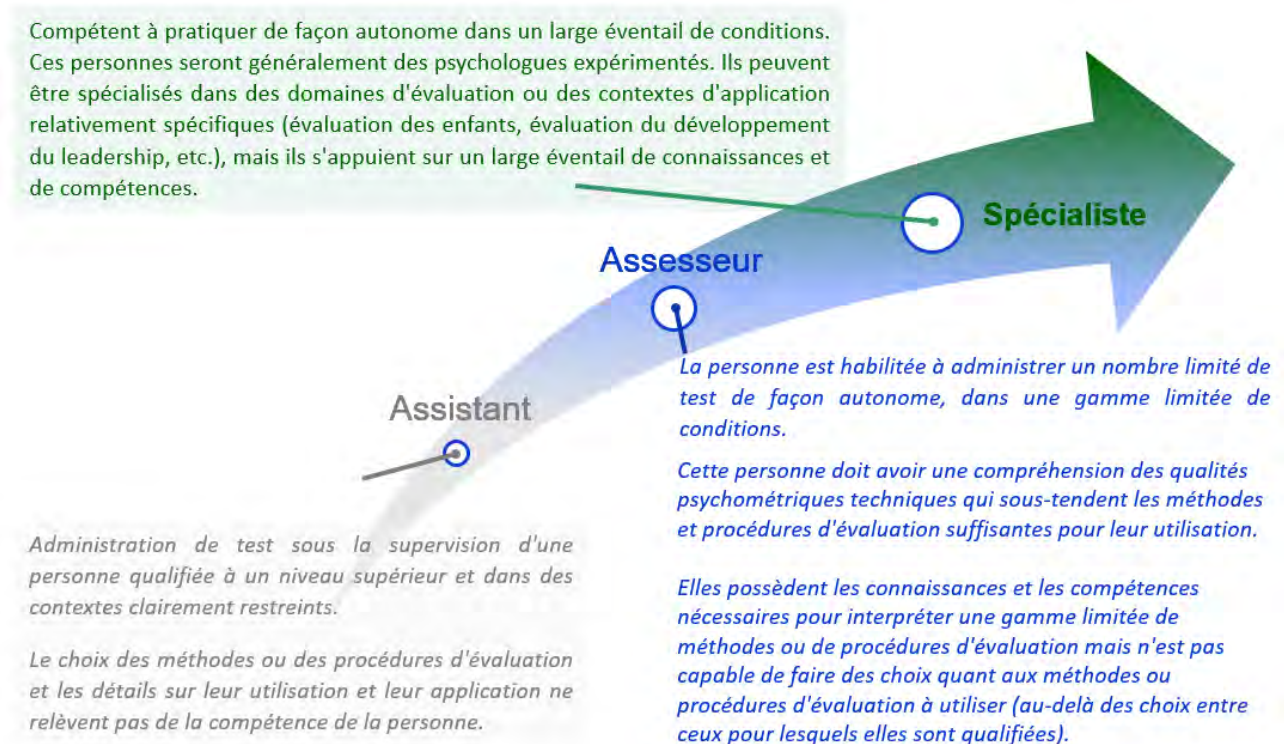 Compétent à pratiquer de façon autonome dans un large éventail de conditions.
Ces personnes seront généralement des psychologues expérimentés. Ils peuvent
être spécialisés dans des domaines d'évaluation ou des contextes d'application
relativement spécifiques (évaluation des enfants, évaluation du développement
du leadership, etc.), mais ils s'appuient sur un large éventail de connaissances et
de compétences.
Spécialiste
Assesseur
La personne est habilitée à administrer un nombre limité de
test de façon autonome, dans une gamme limitée de
conditions.
Cette personne doit avoir une compréhension des qualités
psychométriques techniques qui sous-tendent les méthodes
et procédures d'évaluation suffisantes pour leur utilisation.
Elles possèdent les connaissances et les compétences
nécessaires pour interpréter une gamme limitée de
méthodes ou de procédures d'évaluation mais n'est pas
capable de faire des choix quant aux méthodes ou
procédures d'évaluation à utiliser (au-delà des choix entre
ceux pour lesquels elles sont qualifiées).
Assistant
Administration de test sous la supervision d'une
personne qualifiée à un niveau supérieur et dans des
contextes clairement restreints.
Le choix des méthodes ou des procédures d'évaluation
et les détails sur leur utilisation et leur application ne
relèvent pas de la compétence de la personne.